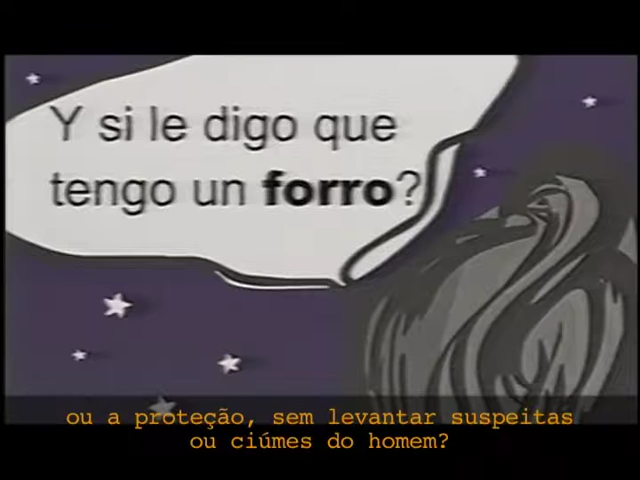 Y si le digo que
tengo un forro?
ou a proteção, sem levantar suspeitas
ou ciúmes do homem?